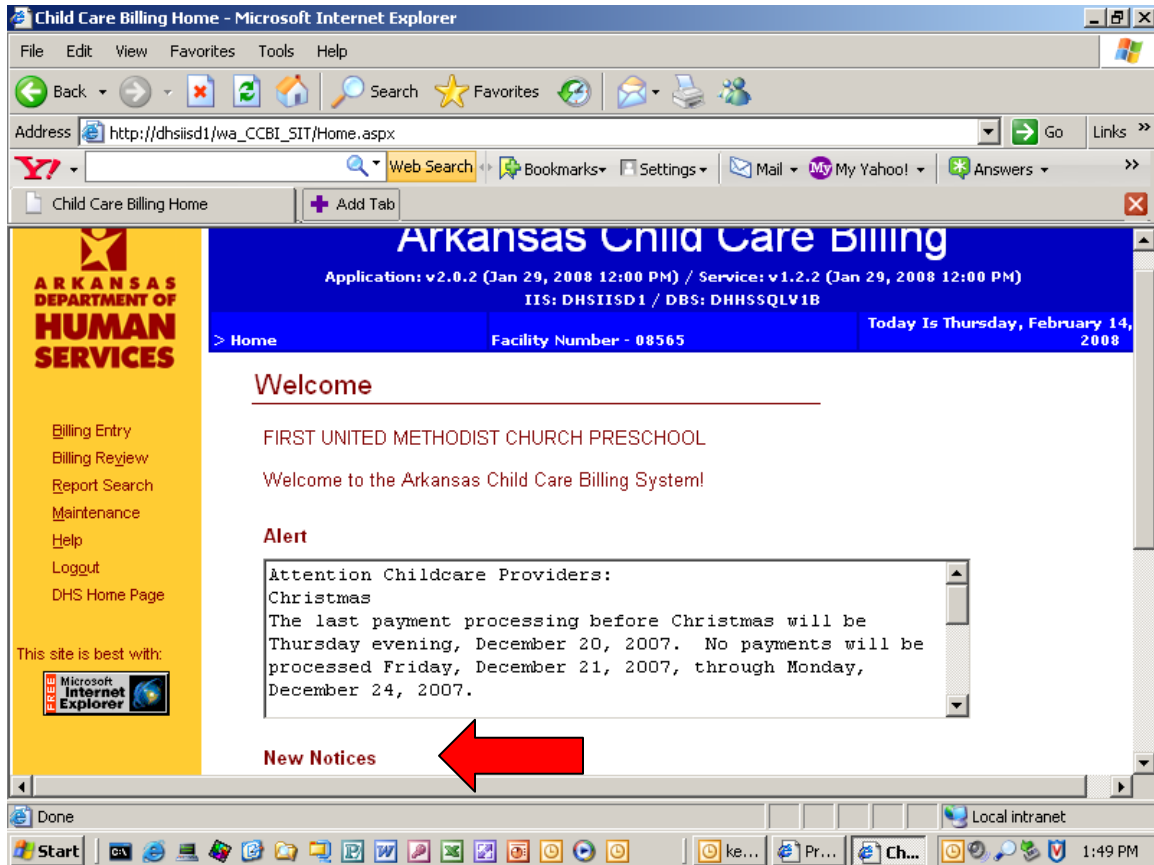 Child Care Billing Home - Microsoft Internet Explorer
File Edit View Favorites Tools Help
Back Search Favorites
Address http://dhsiisd1/wa_CCBI_SIT/Home.aspx Go Links »
Y! Web Search Bookmarks Settings Mail My My Yahoo! Answers »
Child Care Billing Home Add Tab
Arkansas Child Care Billing
Application: v2.0.2 (Jan 29, 2008 12:00 PM) / Service: v1.2.2 (Jan 29, 2008 12:00 PM)
IIS: DHSIISD1 / DBS: DHHSSQLV1B
> Home Facility Number - 08565 Today Is Thursday, February 14,
2008
ARKANSAS
DEPARTMENT OF
HUMAN
SERVICES
Billing Entry
Billing Review
Report Search
Maintenance
Help
Logout
DHS Home Page
This site is best with:
FREE
Microsoft
Internet
Explorer
Welcome
FIRST UNITED METHODIST CHURCH PRESCHOOL
Welcome to the Arkansas Child Care Billing System!
Alert
Attention Childcare Providers:
Christmas
The last payment processing before Christmas will be
Thursday evening, December 20, 2007. No payments will be
processed Friday, December 21, 2007, through Monday,
December 24, 2007.
New Notices
Done Local intranet
Start ke... Pr... Ch... 1:49 PM